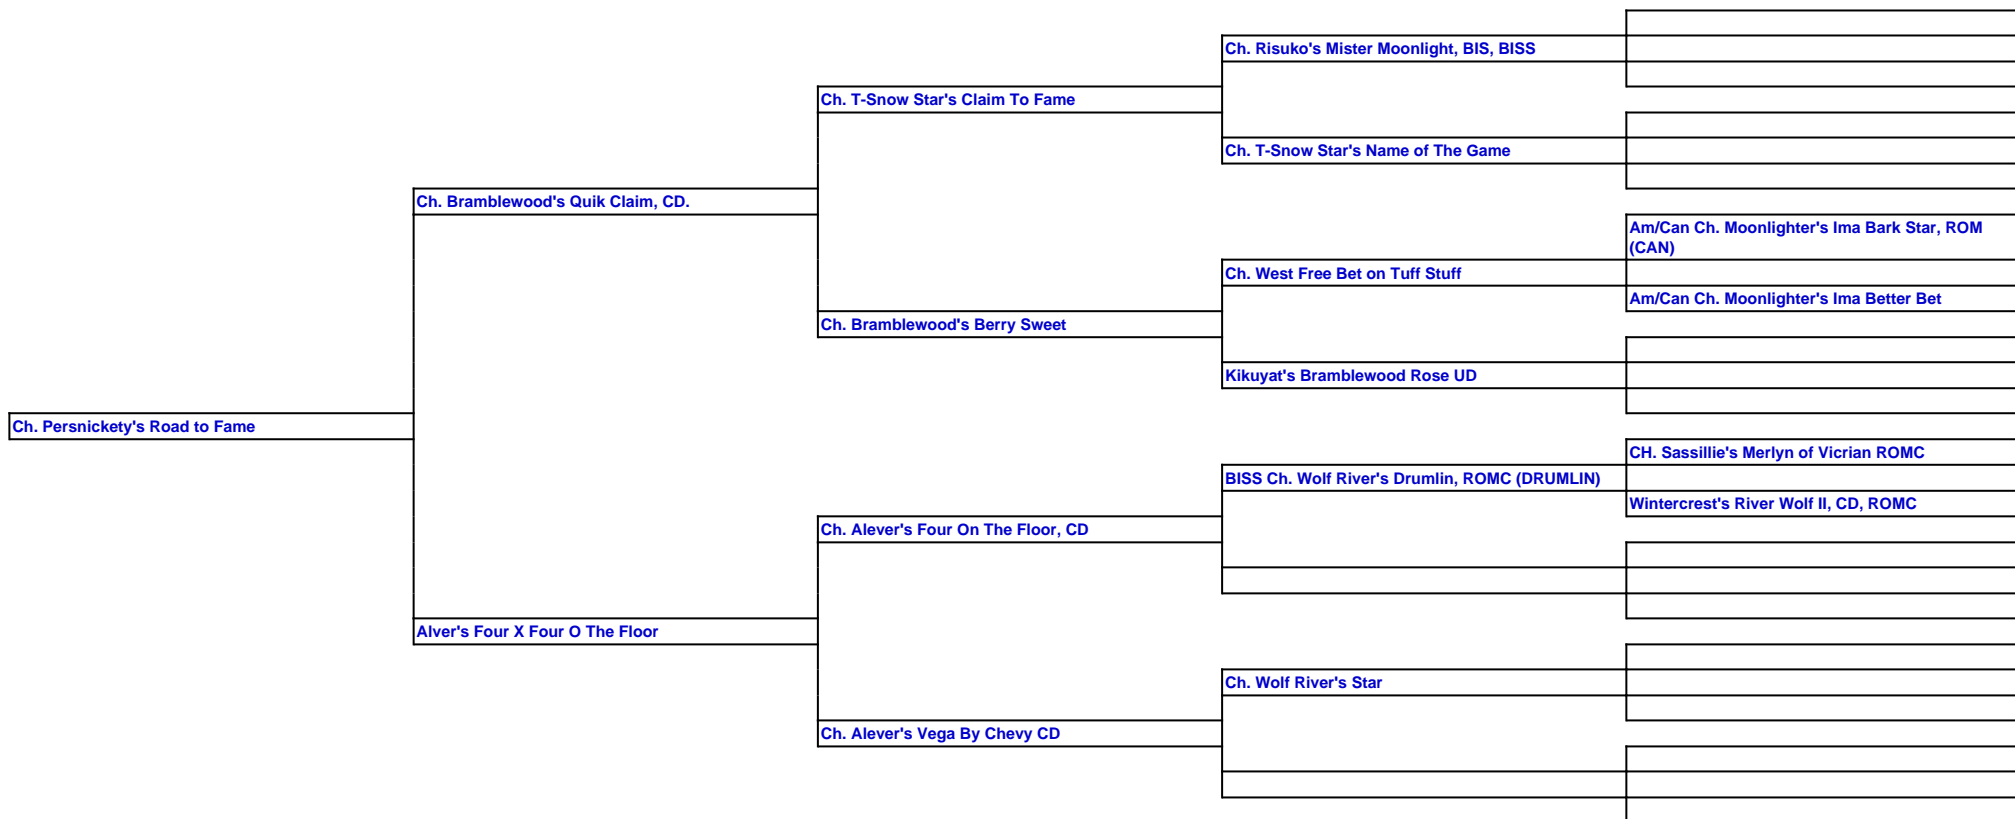 Ch. Risuko's Mister Moonlight, BIS, BISS
Ch. T-Snow Star's Claim To Fame
Ch. T-Snow Star's Name of The Game
Ch. Bramblewood's Quik Claim, CD.
Am/Can Ch. Moonlighter's Ima Bark Star, ROM
(CAN)
Ch. West Free Bet on Tuff Stuff
Am/Can Ch. Moonlighter's Ima Better Bet
Ch. Bramblewood's Berry Sweet
Kikuyat's Bramblewood Rose UD
Ch. Persnickety's Road to Fame
CH. Sassillie's Merlyn of Vicrian ROMC
BISS Ch. Wolf River's Drumlin, ROMC (DRUMLIN)
Wintercrest's River Wolf II, CD, ROMC
Ch. Alever's Four On The Floor, CD
Alver's Four X Four O The Floor
Ch. Wolf River's Star
Ch. Alever's Vega By Chevy CD